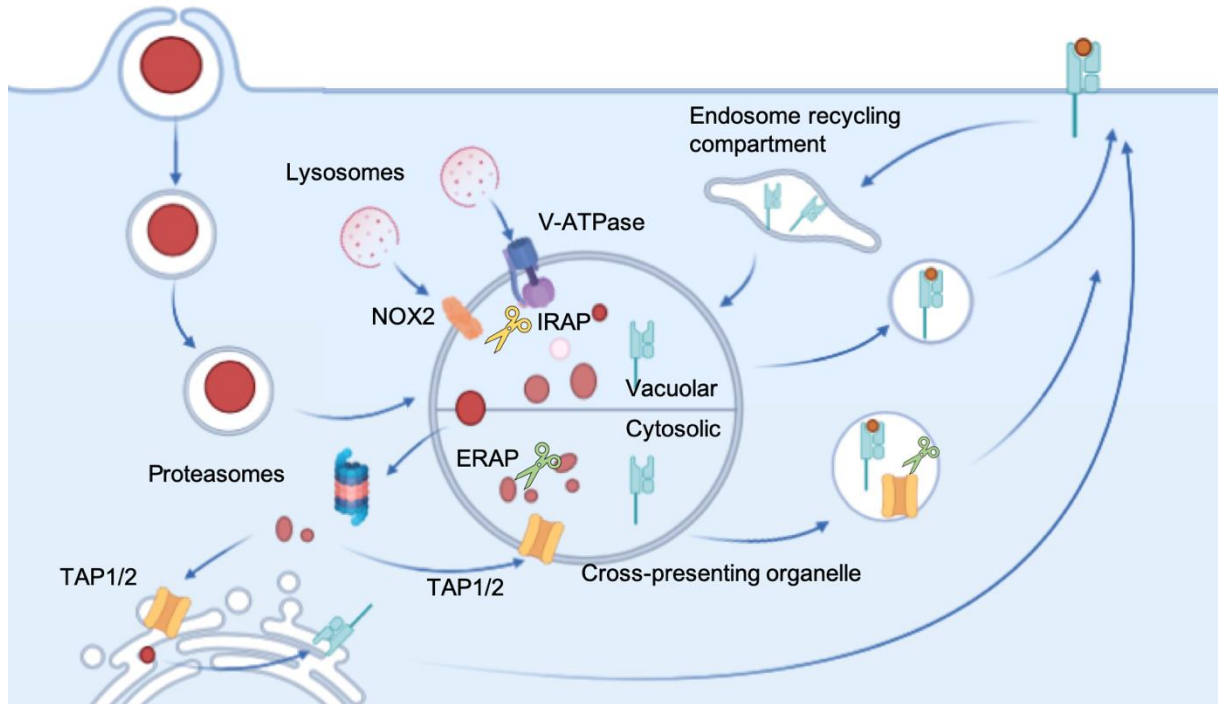 Endosome recycling
compartment
Lysosomes
V-ATPase
NOX2
IRAP
Vacuolar
Cytosolic
ERAP
Proteasomes
TAP1/2
TAP1/2
Cross-presenting organelle